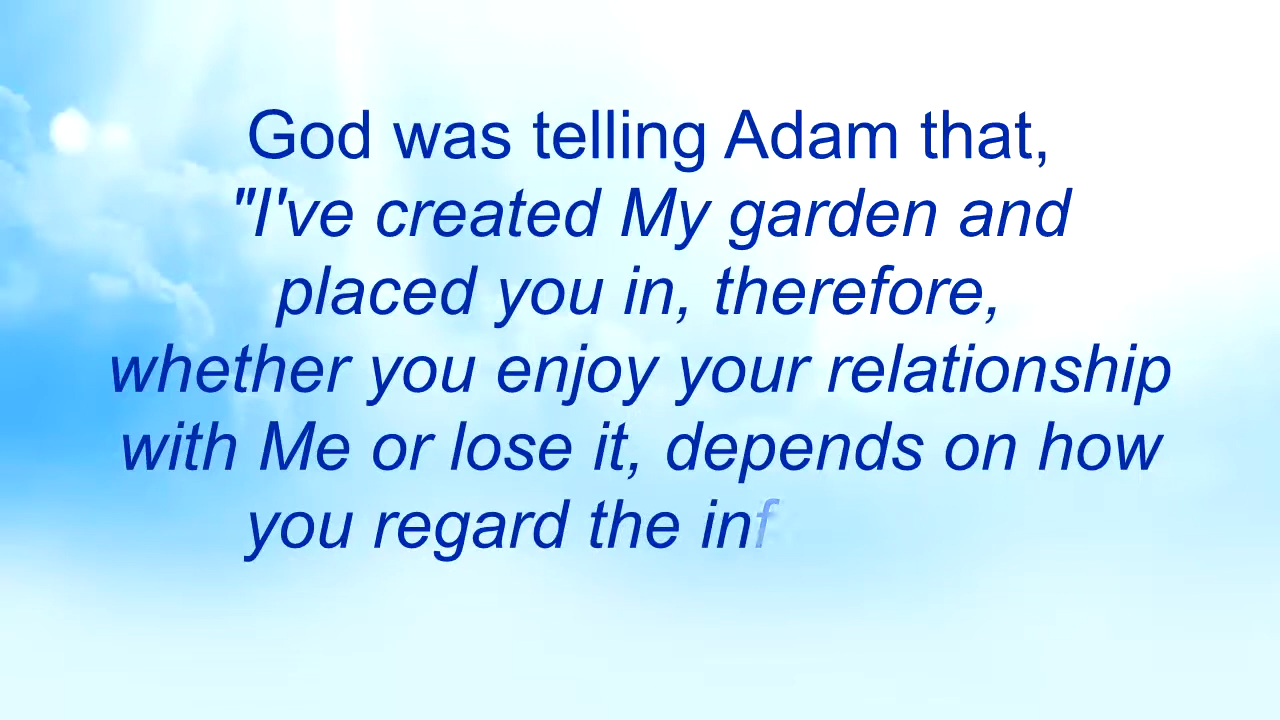 God was telling Adam that,
"I've created My garden and
placed you in, therefore,
whether you enjoy your relationship
with Me or lose it, depends on how
you regard the inf